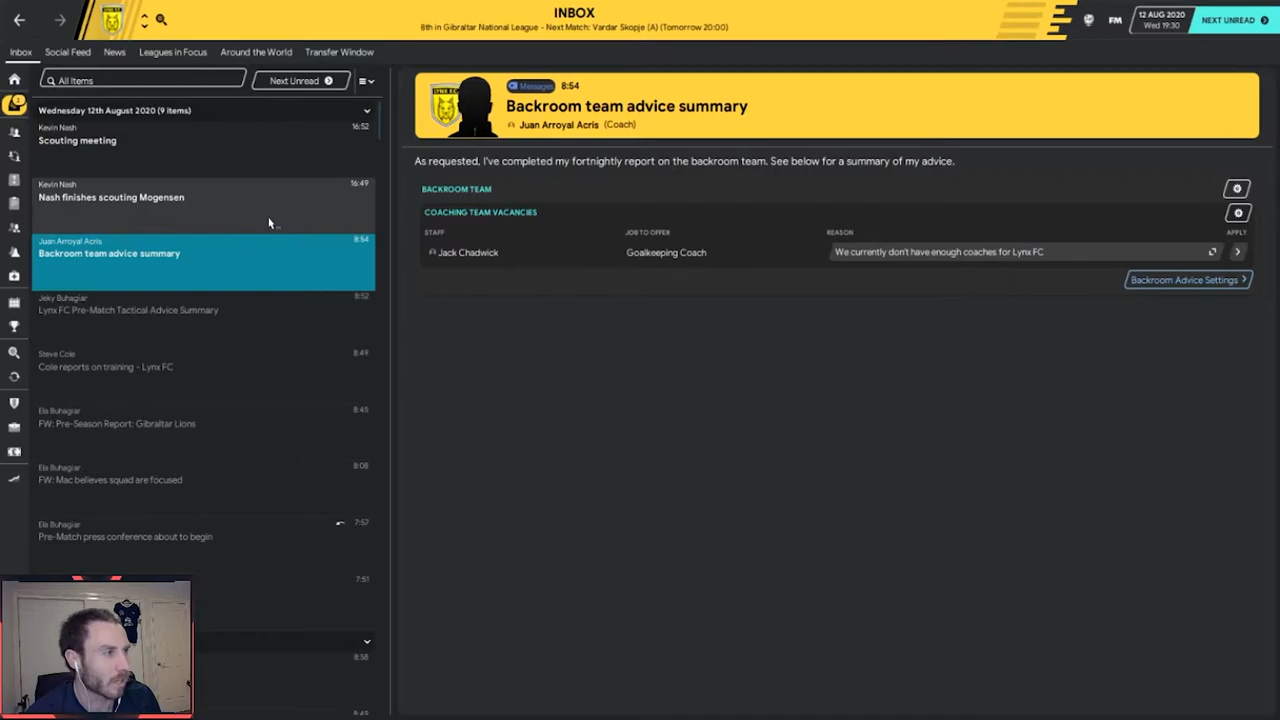 INBOX
8th in Gibraltar National League - Next Match: Vardar Skopje (A) (Tomorrow 20:00)
FM
12 AUG 2020
Wed 19:30
NEXT UNREAD
Inbox
Social Feed
News
Leagues in Focus
Around the World
Transfer Window
All Items
Next Unread
Wednesday 12th August 2020 (9 items)
Kevin Nash
16:52
Scouting meeting
Kevin Nash
16:49
Nash finishes scouting Mogensen
Juan Arroyal Acris
8:54
Backroom team advice summary
Jeky Buhagiar
8:52
Lynx FC Pre-Match Tactical Advice Summary
Steve Cole
8:49
Cole reports on training - Lynx FC
Ela Buhagiar
8:45
FW: Pre-Season Report: Gibraltar Lions
Ela Buhagiar
8:08
FW: Mac believes squad are focused
Ela Buhagiar
7:57
Pre-Match press conference about to begin
7:51
8:58
LYNX FC
Messages
8:54
Backroom team advice summary
Juan Arroyal Acris (Coach)
As requested, I've completed my fortnightly report on the backroom team. See below for a summary of my advice.
BACKROOM TEAM
COACHING TEAM VACANCIES
STAFF
JOB TO OFFER
REASON
APPLY
Jack Chadwick
Goalkeeping Coach
We currently don't have enough coaches for Lynx FC
Backroom Advice Settings